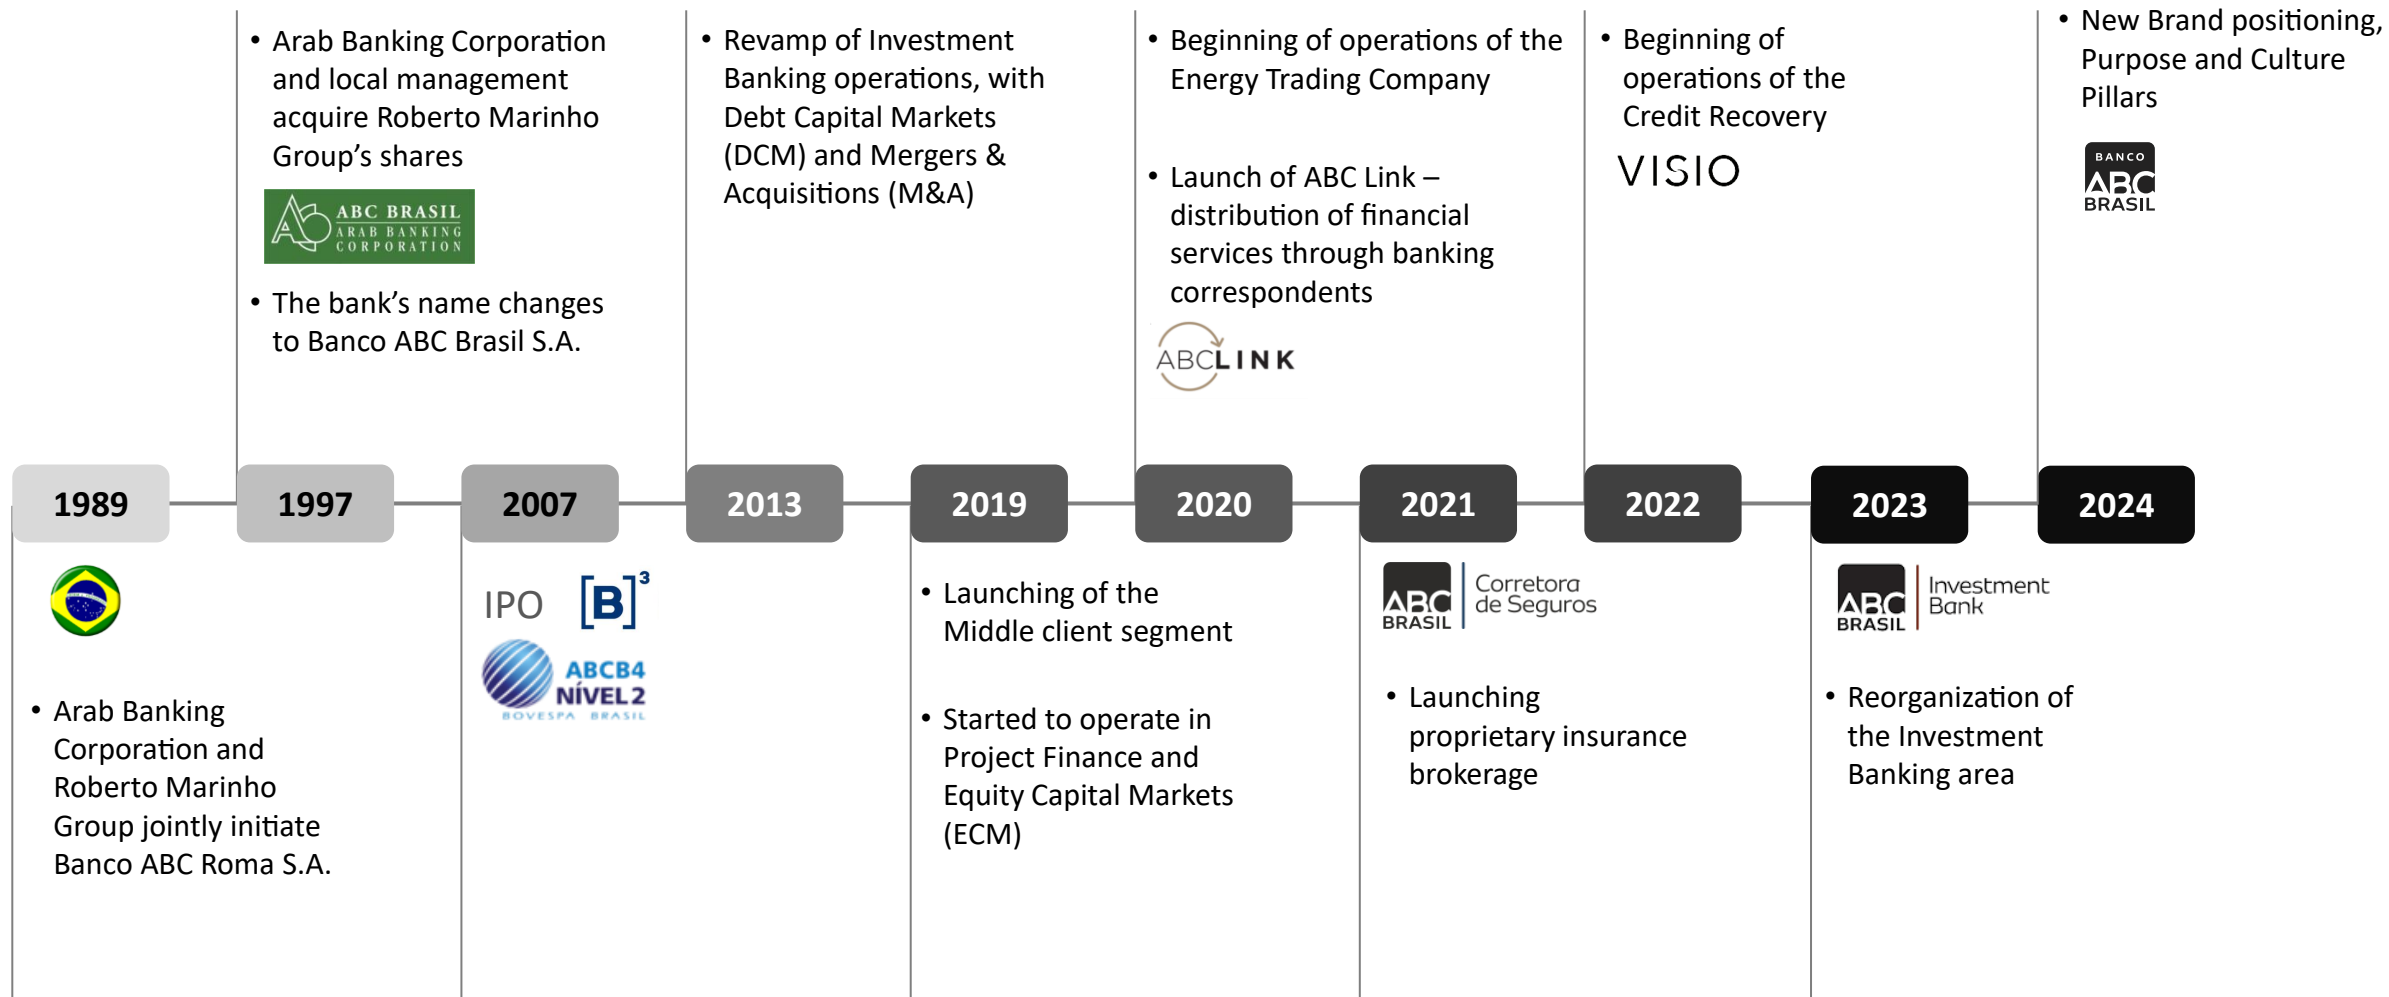 • Arab Banking Corporation
and local management
acquire Roberto Marinho
Group’s shares
ABC BRASIL
ARAB BANKING
CORPORATION
• The bank’s name changes
to Banco ABC Brasil S.A.
• Revamp of Investment
Banking operations, with
Debt Capital Markets
(DCM) and Mergers &
Acquisitions (M&A)
• Beginning of operations of the
Energy Trading Company
• Launch of ABC Link –
distribution of financial
services through banking
correspondents
ABCLINK
• Beginning of
operations of the
Credit Recovery
VISIO
• New Brand positioning,
Purpose and Culture
Pillars
BANCO
ABC
BRASIL
1989
1997
2007
2013
2019
2020
2021
2022
2023
2024
• Arab Banking
Corporation and
Roberto Marinho
Group jointly initiate
Banco ABC Roma S.A.
IPO
[B]³
ABCB4
NÍVEL 2
BOVESPA BRASIL
• Launching of the
Middle client segment
• Started to operate in
Project Finance and
Equity Capital Markets
(ECM)
ABC
BRASIL
Corretora
de Seguros
• Launching
proprietary insurance
brokerage
ABC
BRASIL
Investment
Bank
• Reorganization of
the Investment
Banking area